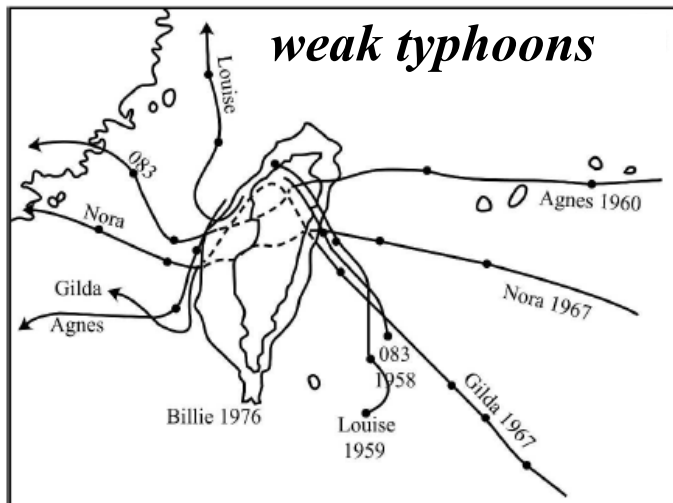 weak typhoons
Louise
083
Agnes 1960
Nora
Gilda
Agnes
Nora 1967
083
1958
Gilda 1967
Billie 1976
Louise
1959